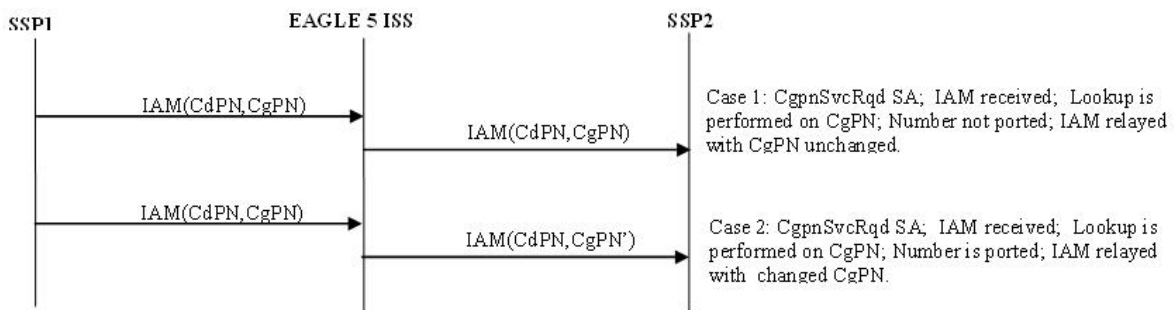 SSP1 EAGLE 5 ISS SSP2
IAM(CdPN,CgPN)
IAM(CdPN,CgPN)
Case 1: CgpnSvcRqd SA; IAM received; Lookup is
performed on CgPN; Number not ported; IAM relayed
with CgPN unchanged.
IAM(CdPN,CgPN)
IAM(CdPN,CgPN’)
Case 2: CgpnSvcRqd SA; IAM received; Lookup is
performed on CgPN; Number is ported; IAM relayed
with changed CgPN.